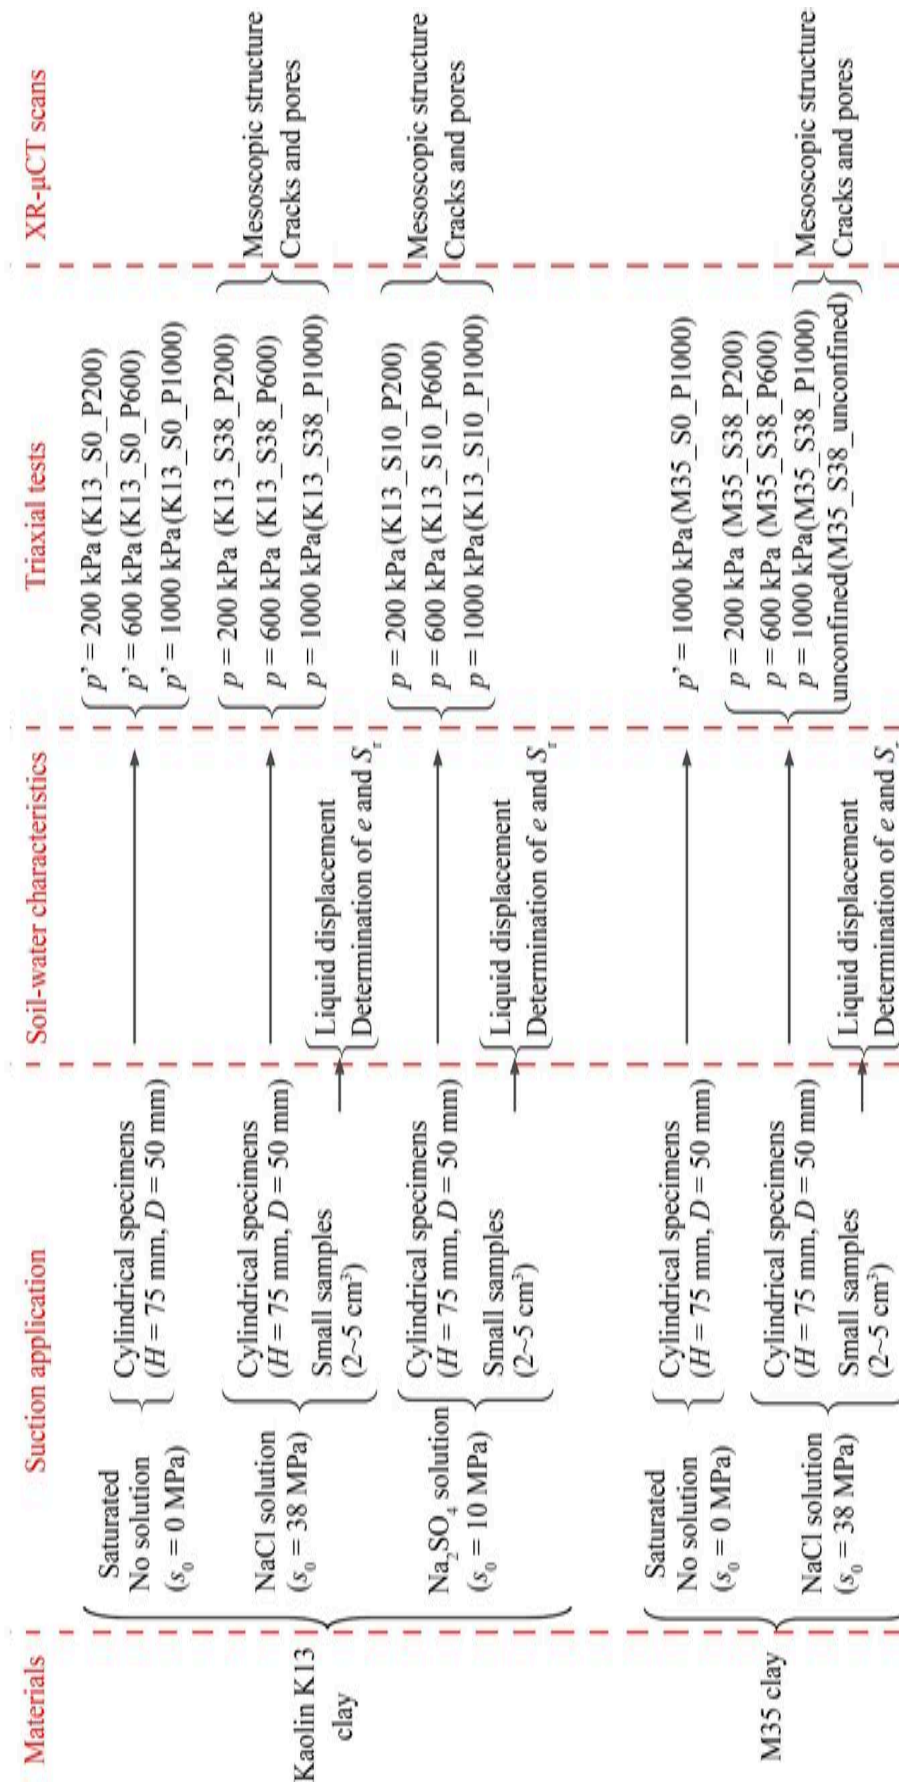 Materials
Suction application
Soil-water characteristics
Triaxial tests
XR-μCT scans
Kaolin K13
clay
Saturated
No solution
(s₀ = 0 MPa)
Cylindrical specimens
(H = 75 mm, D = 50 mm)
p’ = 200 kPa (K13_S0_P200)
p’ = 600 kPa (K13_S0_P600)
p’ = 1000 kPa (K13_S0_P1000)
NaCl solution
(s₀ = 38 MPa)
Cylindrical specimens
(H = 75 mm, D = 50 mm)
Small samples
(2~5 cm³)
Liquid displacement
Determination of e and Sᵣ
p = 200 kPa (K13_S38_P200)
p = 600 kPa (K13_S38_P600)
p = 1000 kPa(K13_S38_P1000)
Mesoscopic structure
Cracks and pores
Na₂SO₄ solution
(s₀ = 10 MPa)
Cylindrical specimens
(H = 75 mm, D = 50 mm)
Small samples
(2~5 cm³)
Liquid displacement
Determination of e and Sᵣ
p = 200 kPa (K13_S10_P200)
p = 600 kPa (K13_S10_P600)
p = 1000 kPa(K13_S10_P1000)
Mesoscopic structure
Cracks and pores
M35 clay
Saturated
No solution
(s₀ = 0 MPa)
Cylindrical specimens
(H = 75 mm, D = 50 mm)
p’ = 1000 kPa (M35_S0_P1000)
NaCl solution
(s₀ = 38 MPa)
Cylindrical specimens
(H = 75 mm, D = 50 mm)
Small samples
(2~5 cm³)
Liquid displacement
Determination of e and Sᵣ
p = 200 kPa (M35_S38_P200)
p = 600 kPa (M35_S38_P600)
p = 1000 kPa(M35_S38_P1000)
unconfined(M35_S38_unconfined)
Mesoscopic structure
Cracks and pores